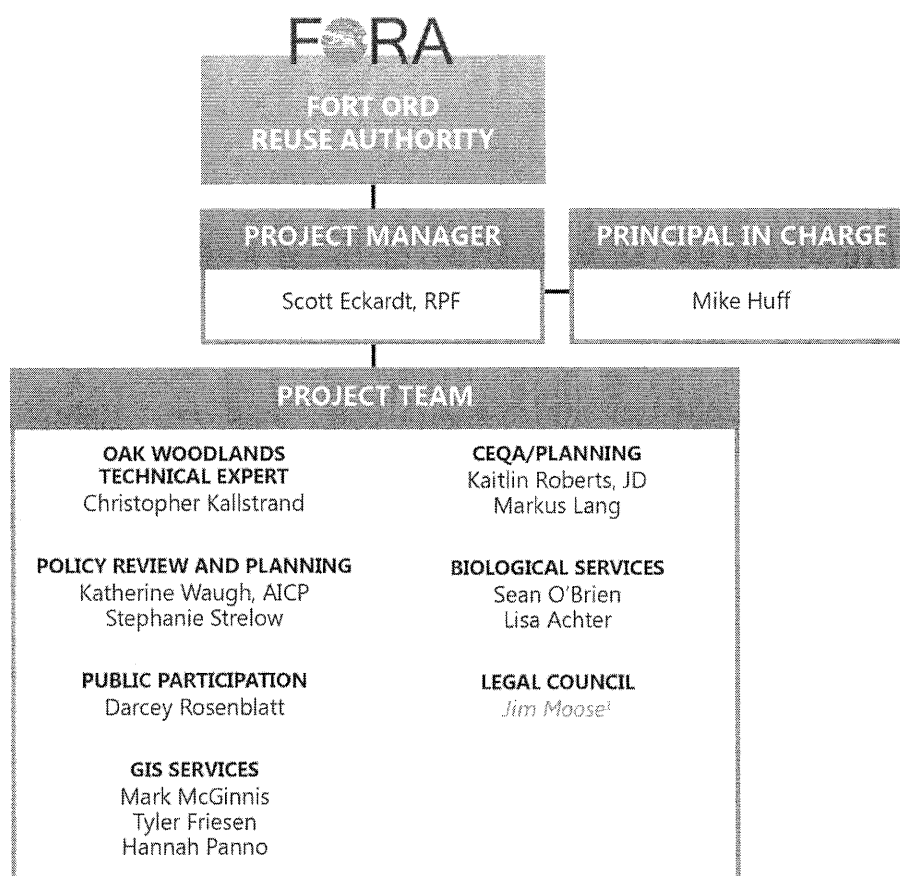 FORA
FORT ORD
REUSE AUTHORITY
PROJECT MANAGER
Scott Eckardt, RPF
PRINCIPAL IN CHARGE
Mike Huff
PROJECT TEAM
OAK WOODLANDS
TECHNICAL EXPERT
Christopher Kallstrand
CEQA/PLANNING
Kaitlin Roberts, JD
Markus Lang
POLICY REVIEW AND PLANNING
Katherine Waugh, AICP
Stephanie Strelow
BIOLOGICAL SERVICES
Sean O'Brien
Lisa Achter
PUBLIC PARTICIPATION
Darcey Rosenblatt
LEGAL COUNCIL
Jim Moose¹
GIS SERVICES
Mark McGinnis
Tyler Friesen
Hannah Panno